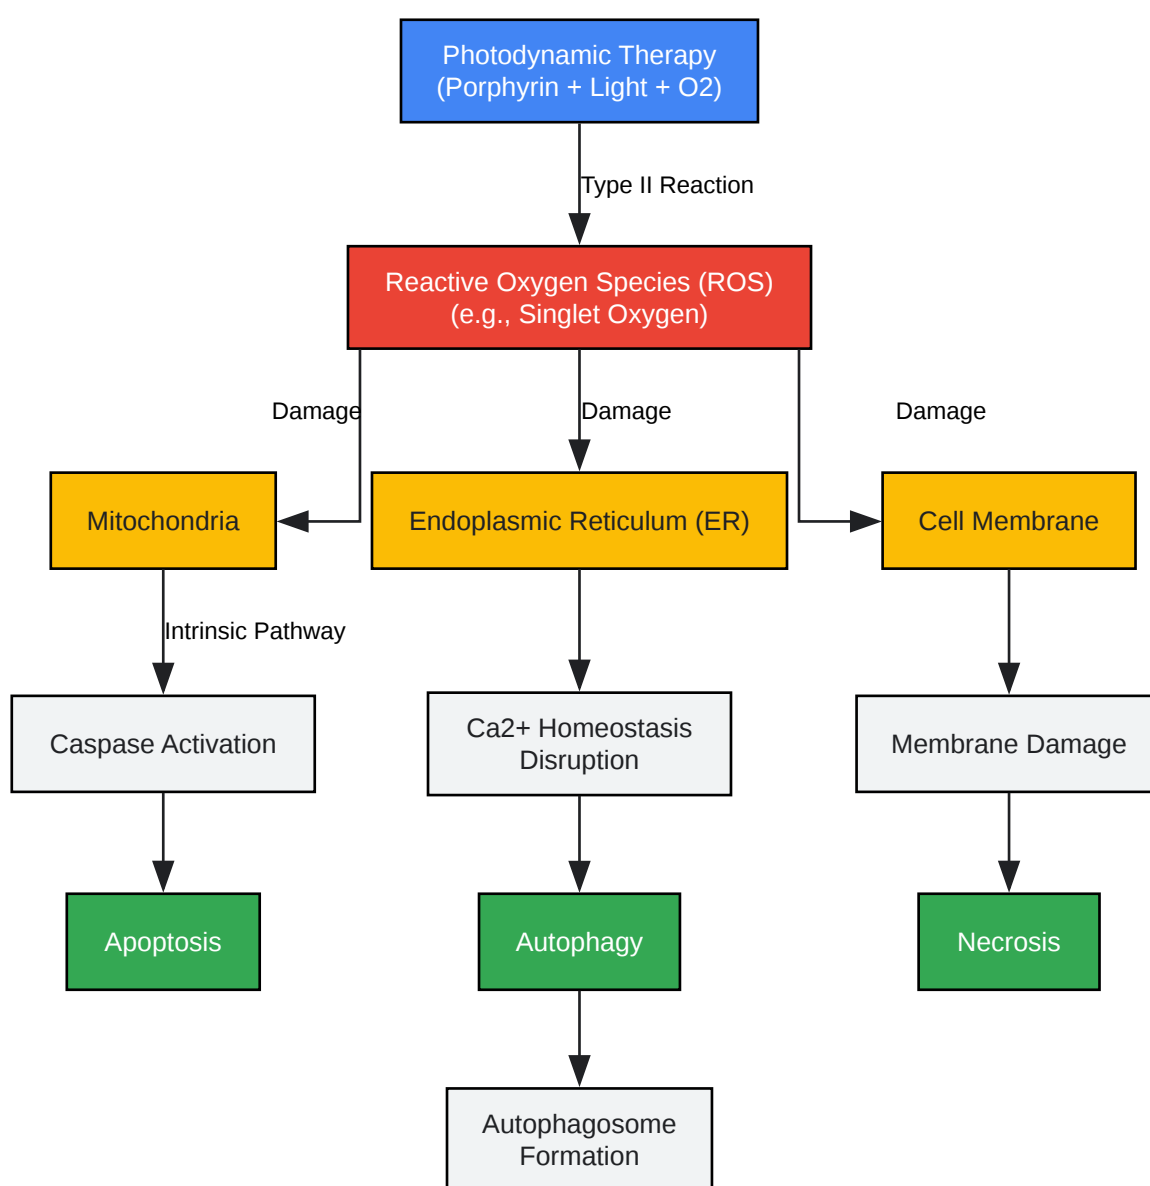 Photodynamic Therapy
(Porphyrin + Light + O2)
Type II Reaction
Reactive Oxygen Species (ROS)
(e.g., Singlet Oxygen)
Damage
Damage
Damage
Mitochondria
Endoplasmic Reticulum (ER)
Cell Membrane
Intrinsic Pathway
Caspase Activation
Ca2+ Homeostasis
Disruption
Membrane Damage
Apoptosis
Autophagy
Necrosis
Autophagosome
Formation